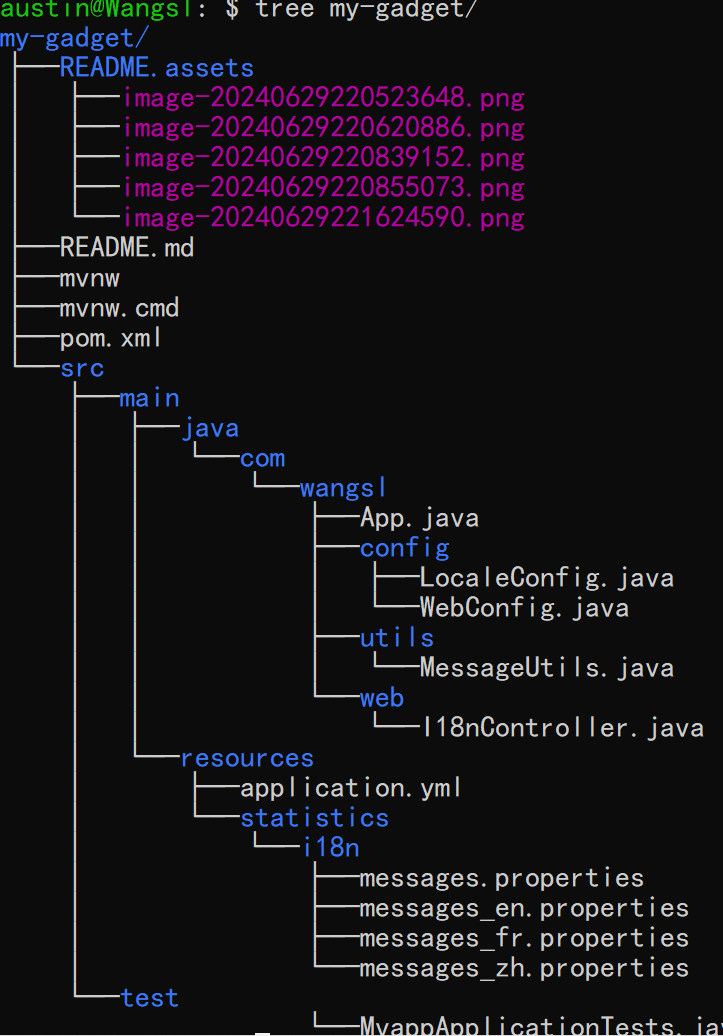 austin@Wangsl: $ tree my-gadget/
my-gadget/
├──README.assets
│   ├──image-20240629220523648.png
│   ├──image-20240629220620886.png
│   ├──image-20240629220839152.png
│   ├──image-20240629220855073.png
│   └──image-20240629221624590.png
├──README.md
├──mvnw
├──mvnw.cmd
├──pom.xml
└──src
    ├──main
    │   ├──java
    │   │   └──com
    │   │       └──wangsl
    │   │           ├──App.java
    │   │           ├──config
    │   │           │   ├──LocaleConfig.java
    │   │           │   └──WebConfig.java
    │   │           ├──utils
    │   │           │   └──MessageUtils.java
    │   │           └──web
    │   │               └──I18nController.java
    │   └──resources
    │       ├──application.yml
    │       └──statistics
    │           └──i18n
    │               ├──messages.properties
    │               ├──messages_en.properties
    │               ├──messages_fr.properties
    │               └──messages_zh.properties
    └──test
                    └──MyappApplicationTests.jav